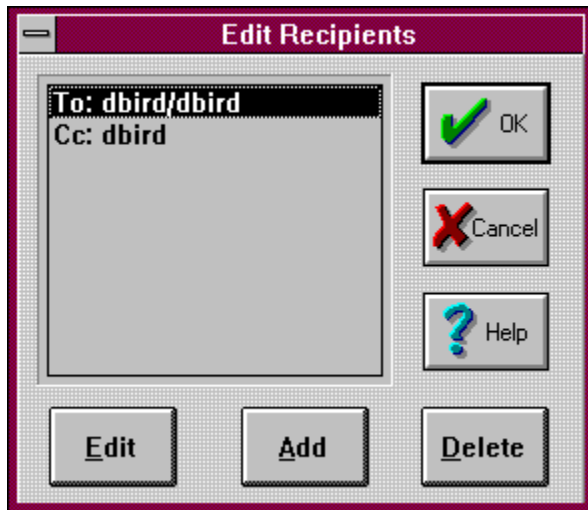 Edit Recipients
To: dbird/dbird
Cc: dbird
OK
Cancel
Help
Edit
Add
Delete